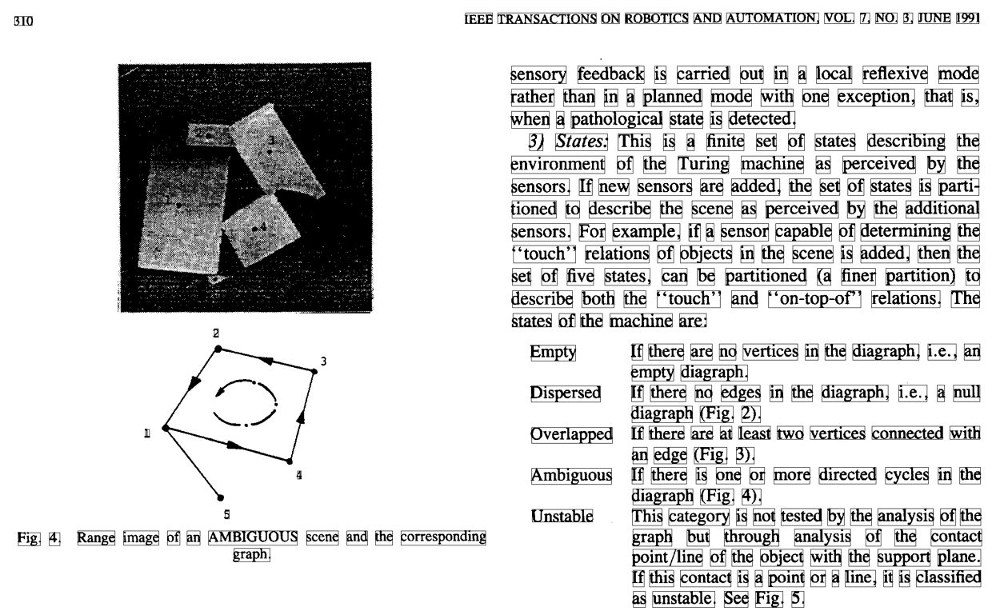 310
IEEE TRANSACTIONS ON ROBOTICS AND AUTOMATION, VOL. 7, NO. 3, JUNE 1991
2
3
4
2
3
1
4
5
Fig. 4. Range image of an AMBIGUOUS scene and the corresponding
graph.
sensory feedback is carried out in a local reflexive mode
rather than in a planned mode with one exception, that is,
when a pathological state is detected.
3) States: This is a finite set of states describing the
environment of the Turing machine as perceived by the
sensors. If new sensors are added, the set of states is parti-
tioned to describe the scene as perceived by the additional
sensors. For example, if a sensor capable of determining the
‘‘touch’’ relations of objects in the scene is added, then the
set of five states, can be partitioned (a finer partition) to
describe both the ‘‘touch’’ and ‘‘on-top-of’’ relations. The
states of the machine are:
Empty If there are no vertices in the diagraph, i.e., an
empty diagraph.
Dispersed If there no edges in the diagraph, i.e., a null
diagraph (Fig. 2).
Overlapped If there are at least two vertices connected with
an edge (Fig. 3).
Ambiguous If there is one or more directed cycles in the
diagraph (Fig. 4).
Unstable This category is not tested by the analysis of the
graph but through analysis of the contact
point/line of the object with the support plane.
If this contact is a point or a line, it is classified
as unstable. See Fig. 5.